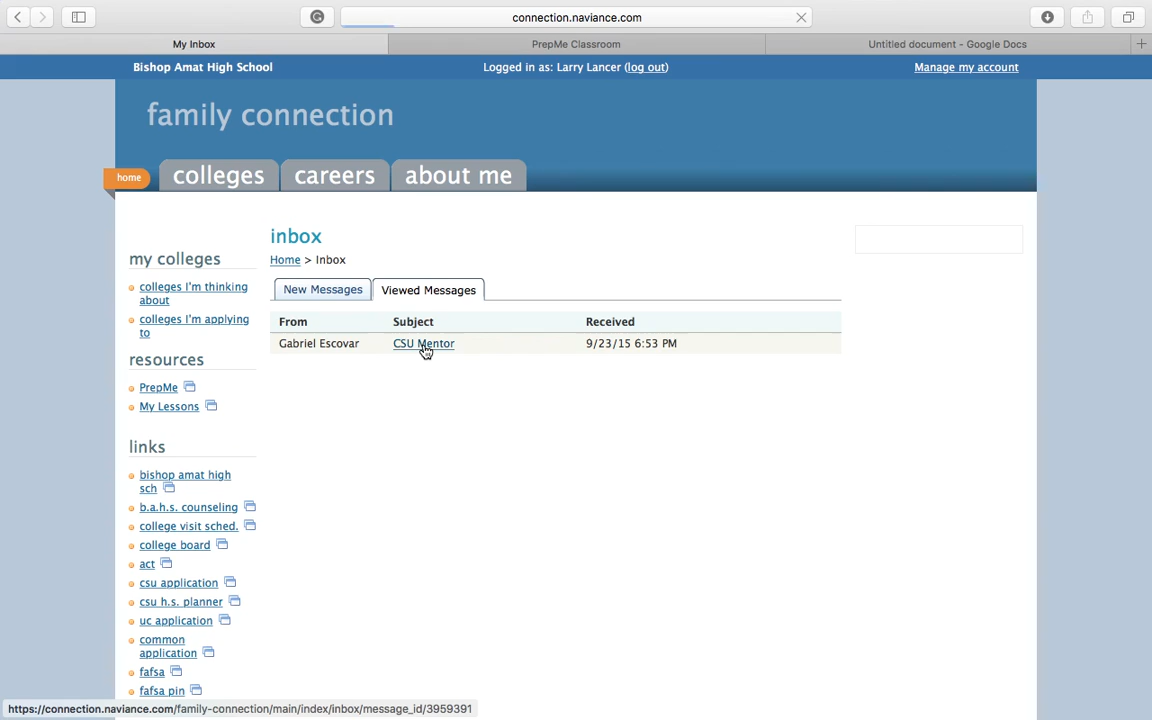 connection.naviance.com
My Inbox
PrepMe Classroom
Untitled document - Google Docs
Bishop Amat High School
Logged in as: Larry Lancer (log out)
Manage my account
family connection
home
colleges
careers
about me
my colleges
colleges I'm thinking
about
colleges I'm applying
to
resources
PrepMe
My Lessons
links
bishop amat high
sch
b.a.h.s. counseling
college visit sched.
college board
act
csu application
csu h.s. planner
uc application
common
application
fafsa
fafsa pin
inbox
Home > Inbox
New Messages
Viewed Messages
From Subject Received
Gabriel Escovar CSU Mentor 9/23/15 6:53 PM
https://connection.naviance.com/family-connection/main/index/inbox/message_id/3959391